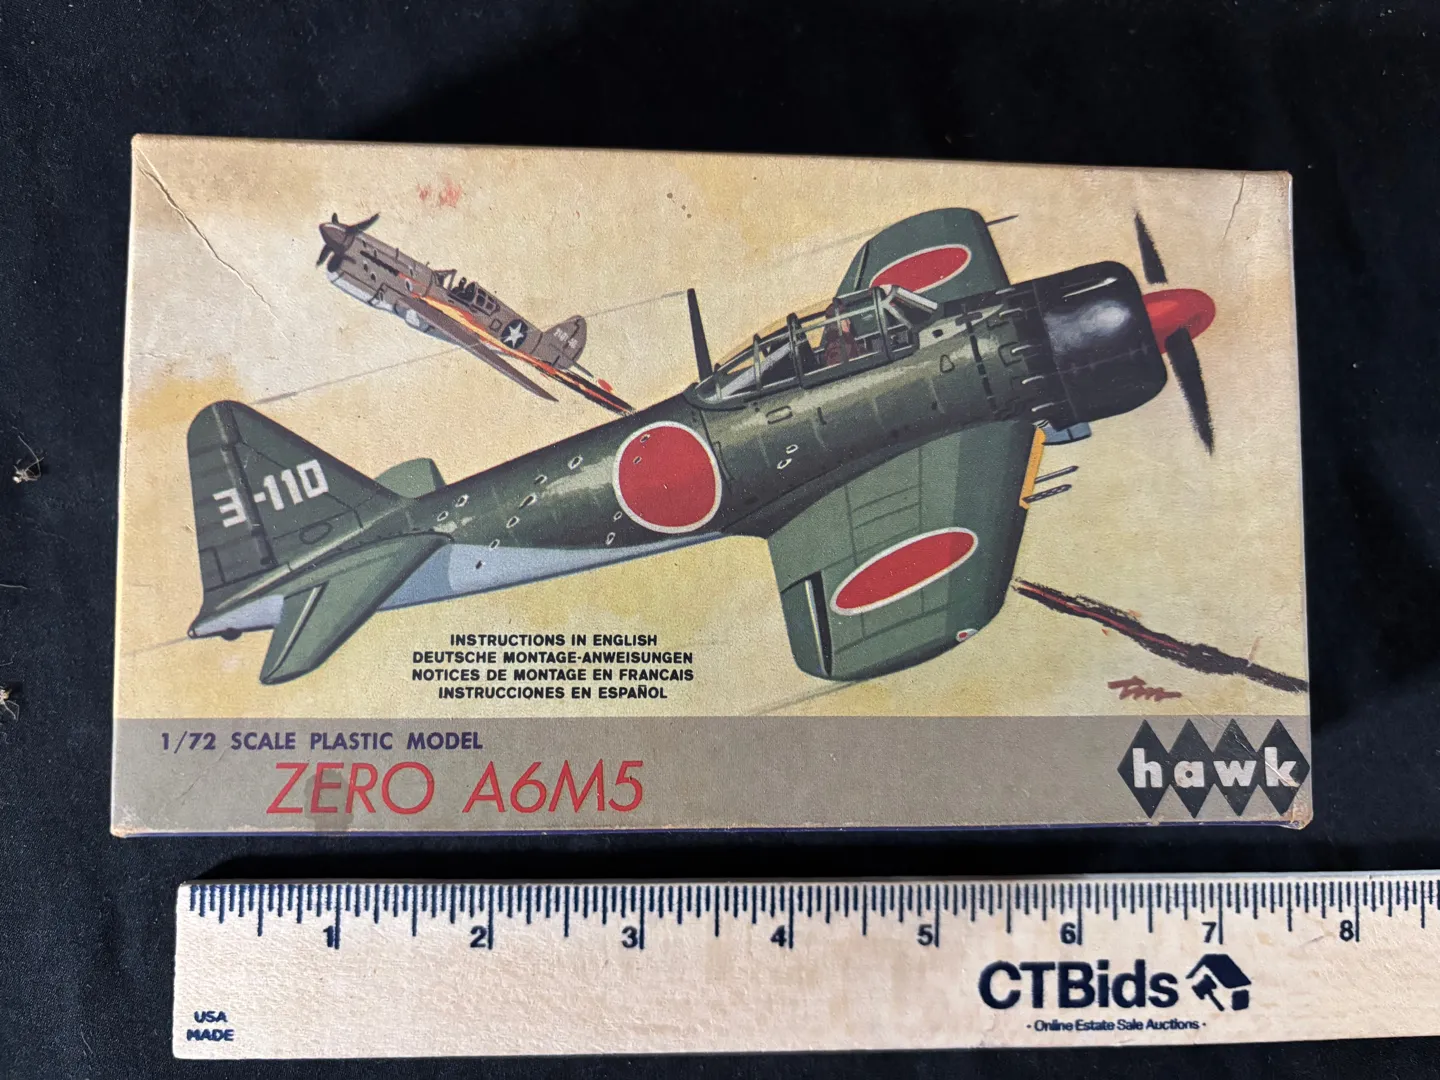 3-110
INSTRUCTIONS IN ENGLISH
DEUTSCHE MONTAGE-ANWEISUNGEN
NOTICES DE MONTAGE EN FRANCAIS
INSTRUCCIONES EN ESPAÑOL
tm
1/72 SCALE PLASTIC MODEL
ZERO A6M5
hawk
1 2 3 4 5 6 7 8
CTBids
· Online Estate Sale Auctions ·
USA
MADE